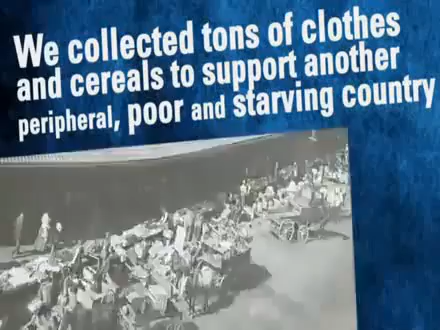 We collected tons of clothes
and cereals to support another
peripheral, poor and starving country